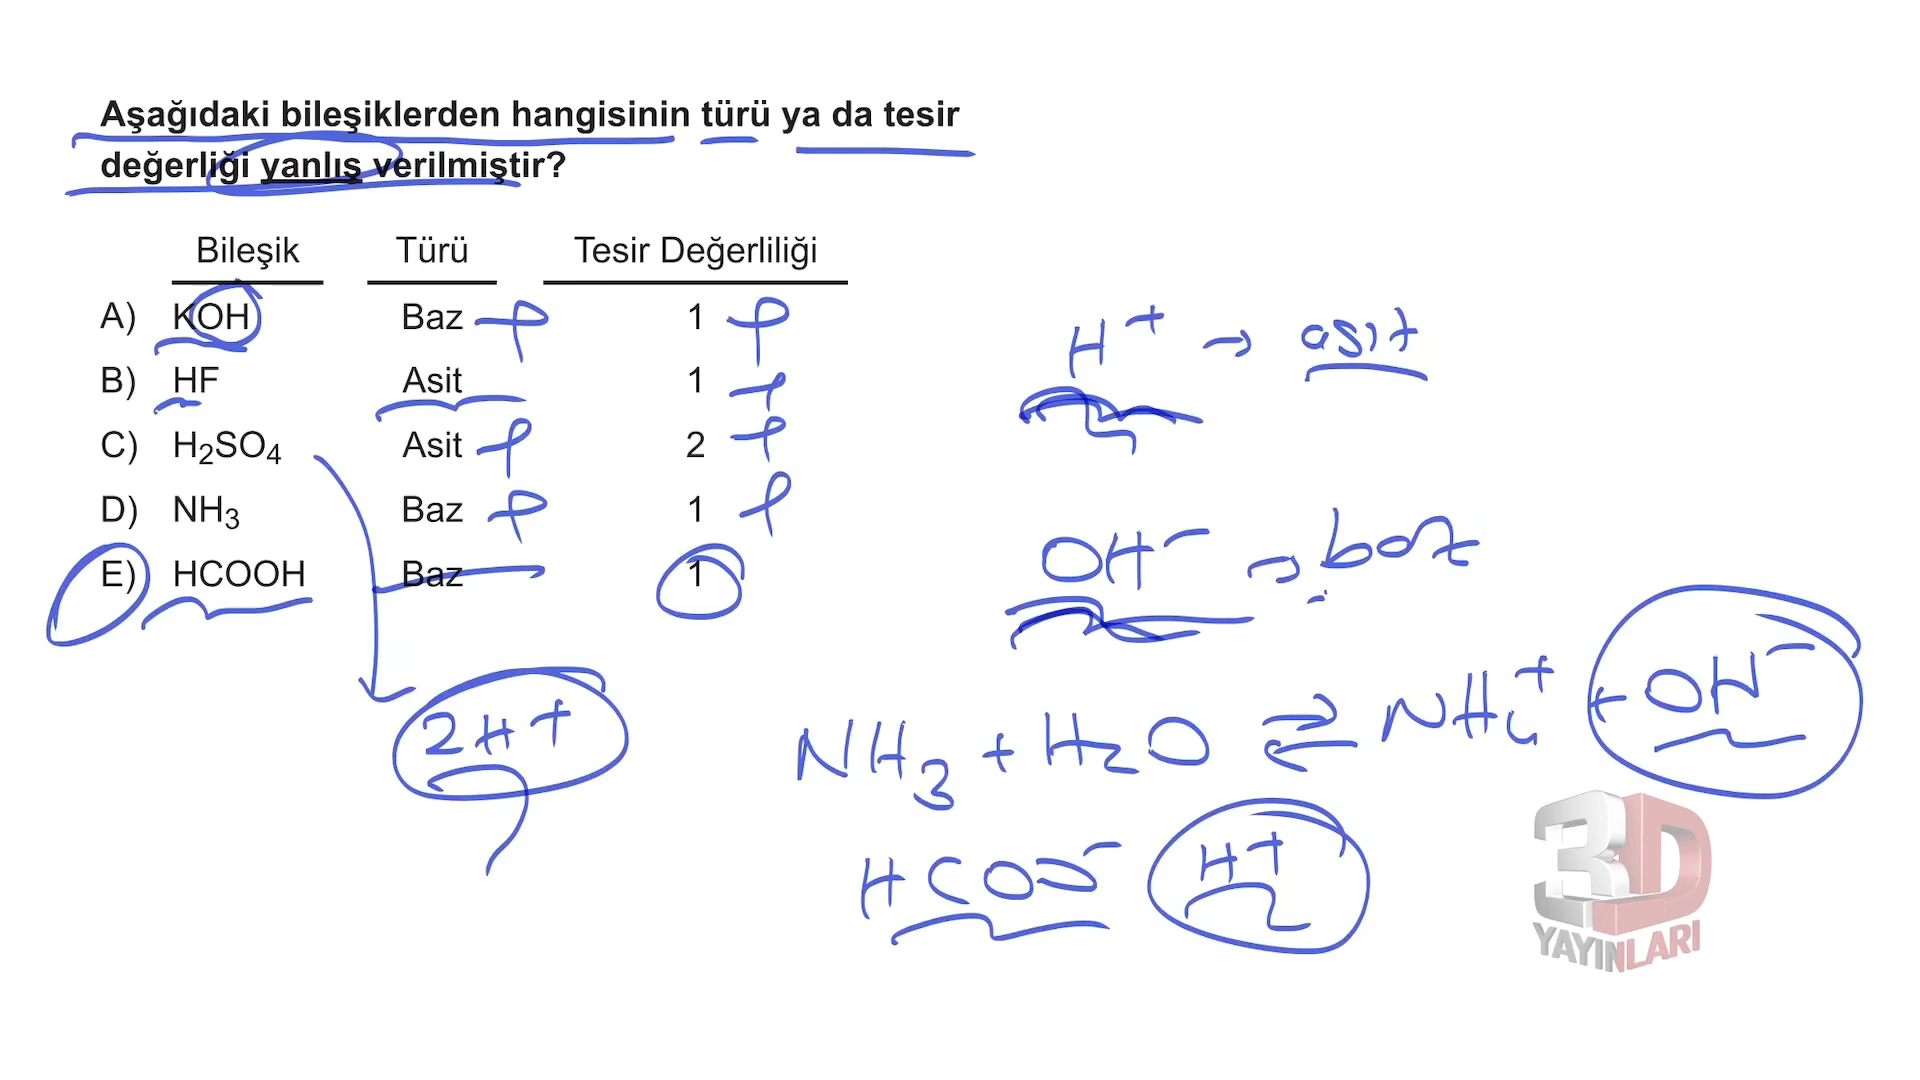 Aşağıdaki bileşiklerden hangisinin türü ya da tesir
değerliği yanlış verilmiştir?
Bileşik Türü Tesir Değerliliği
A) KOH Baz 1
B) HF Asit 1
C) H₂SO₄ Asit 2
D) NH₃ Baz 1
E) HCOOH Baz 1
H⁺ → asit
OH⁻ → baz
2H⁺
NH₃ + H₂O ⇌ NH₄⁺ + OH⁻
HCOO⁻ H⁺
3D
YAYINLARI